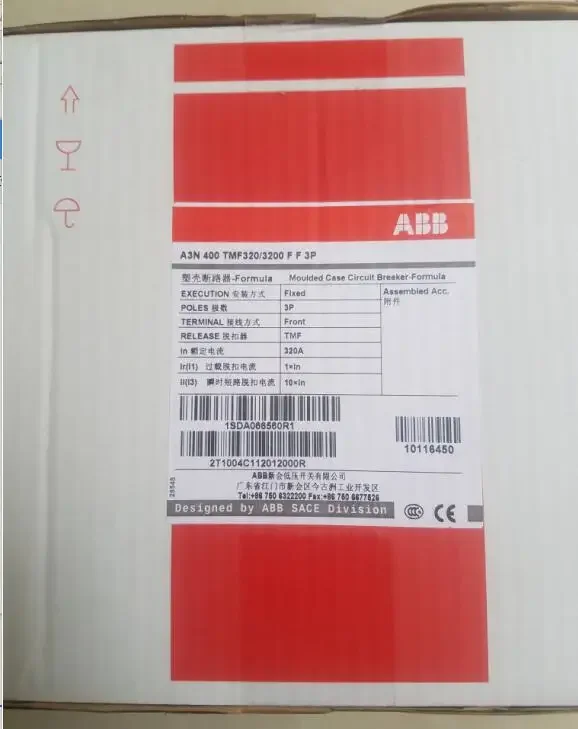 ABB
A3N 400 TMF320/3200 F F 3P
塑壳断路器-Formula Moulded Case Circuit Breaker-Formula
EXECUTION 安装方式 Fixed Assembled Acc.
附件
POLES 极数 3P
TERMINAL 接线方式 Front
RELEASE 脱扣器 TMF
In 额定电流 320A
Ir(I1) 过载脱扣电流 1×In
Ii(I3) 瞬时短路脱扣电流 10×In
1SDA066560R1
10116450
2T1004C112012000R
ABB新会低压开关有限公司
广东省江门市新会区今古洲工业开发区
Tel:+86 750 6322200 Fax:+86 750 6677526
25545
Designed by ABB SACE Division
CCC CE